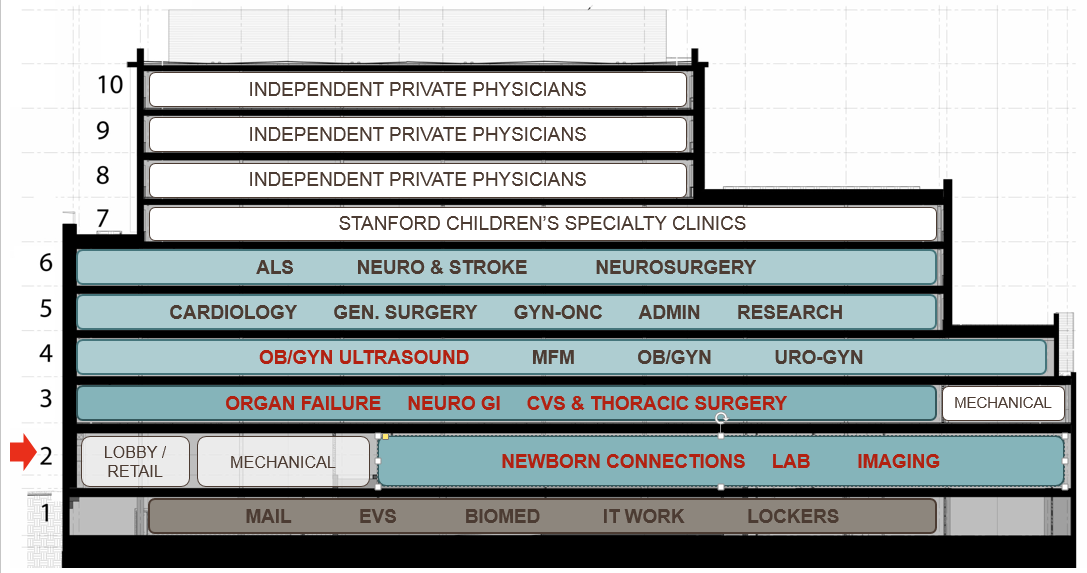 10 INDEPENDENT PRIVATE PHYSICIANS
9 INDEPENDENT PRIVATE PHYSICIANS
8 INDEPENDENT PRIVATE PHYSICIANS
7 STANFORD CHILDREN'S SPECIALTY CLINICS
6 ALS NEURO & STROKE NEUROSURGERY
5 CARDIOLOGY GEN. SURGERY GYN-ONC ADMIN RESEARCH
4 OB/GYN ULTRASOUND MFM OB/GYN URO-GYN
3 ORGAN FAILURE NEURO GI CVS & THORACIC SURGERY MECHANICAL
2 LOBBY /
RETAIL
MECHANICAL
NEWBORN CONNECTIONS LAB IMAGING
1 MAIL EVS BIOMED IT WORK LOCKERS